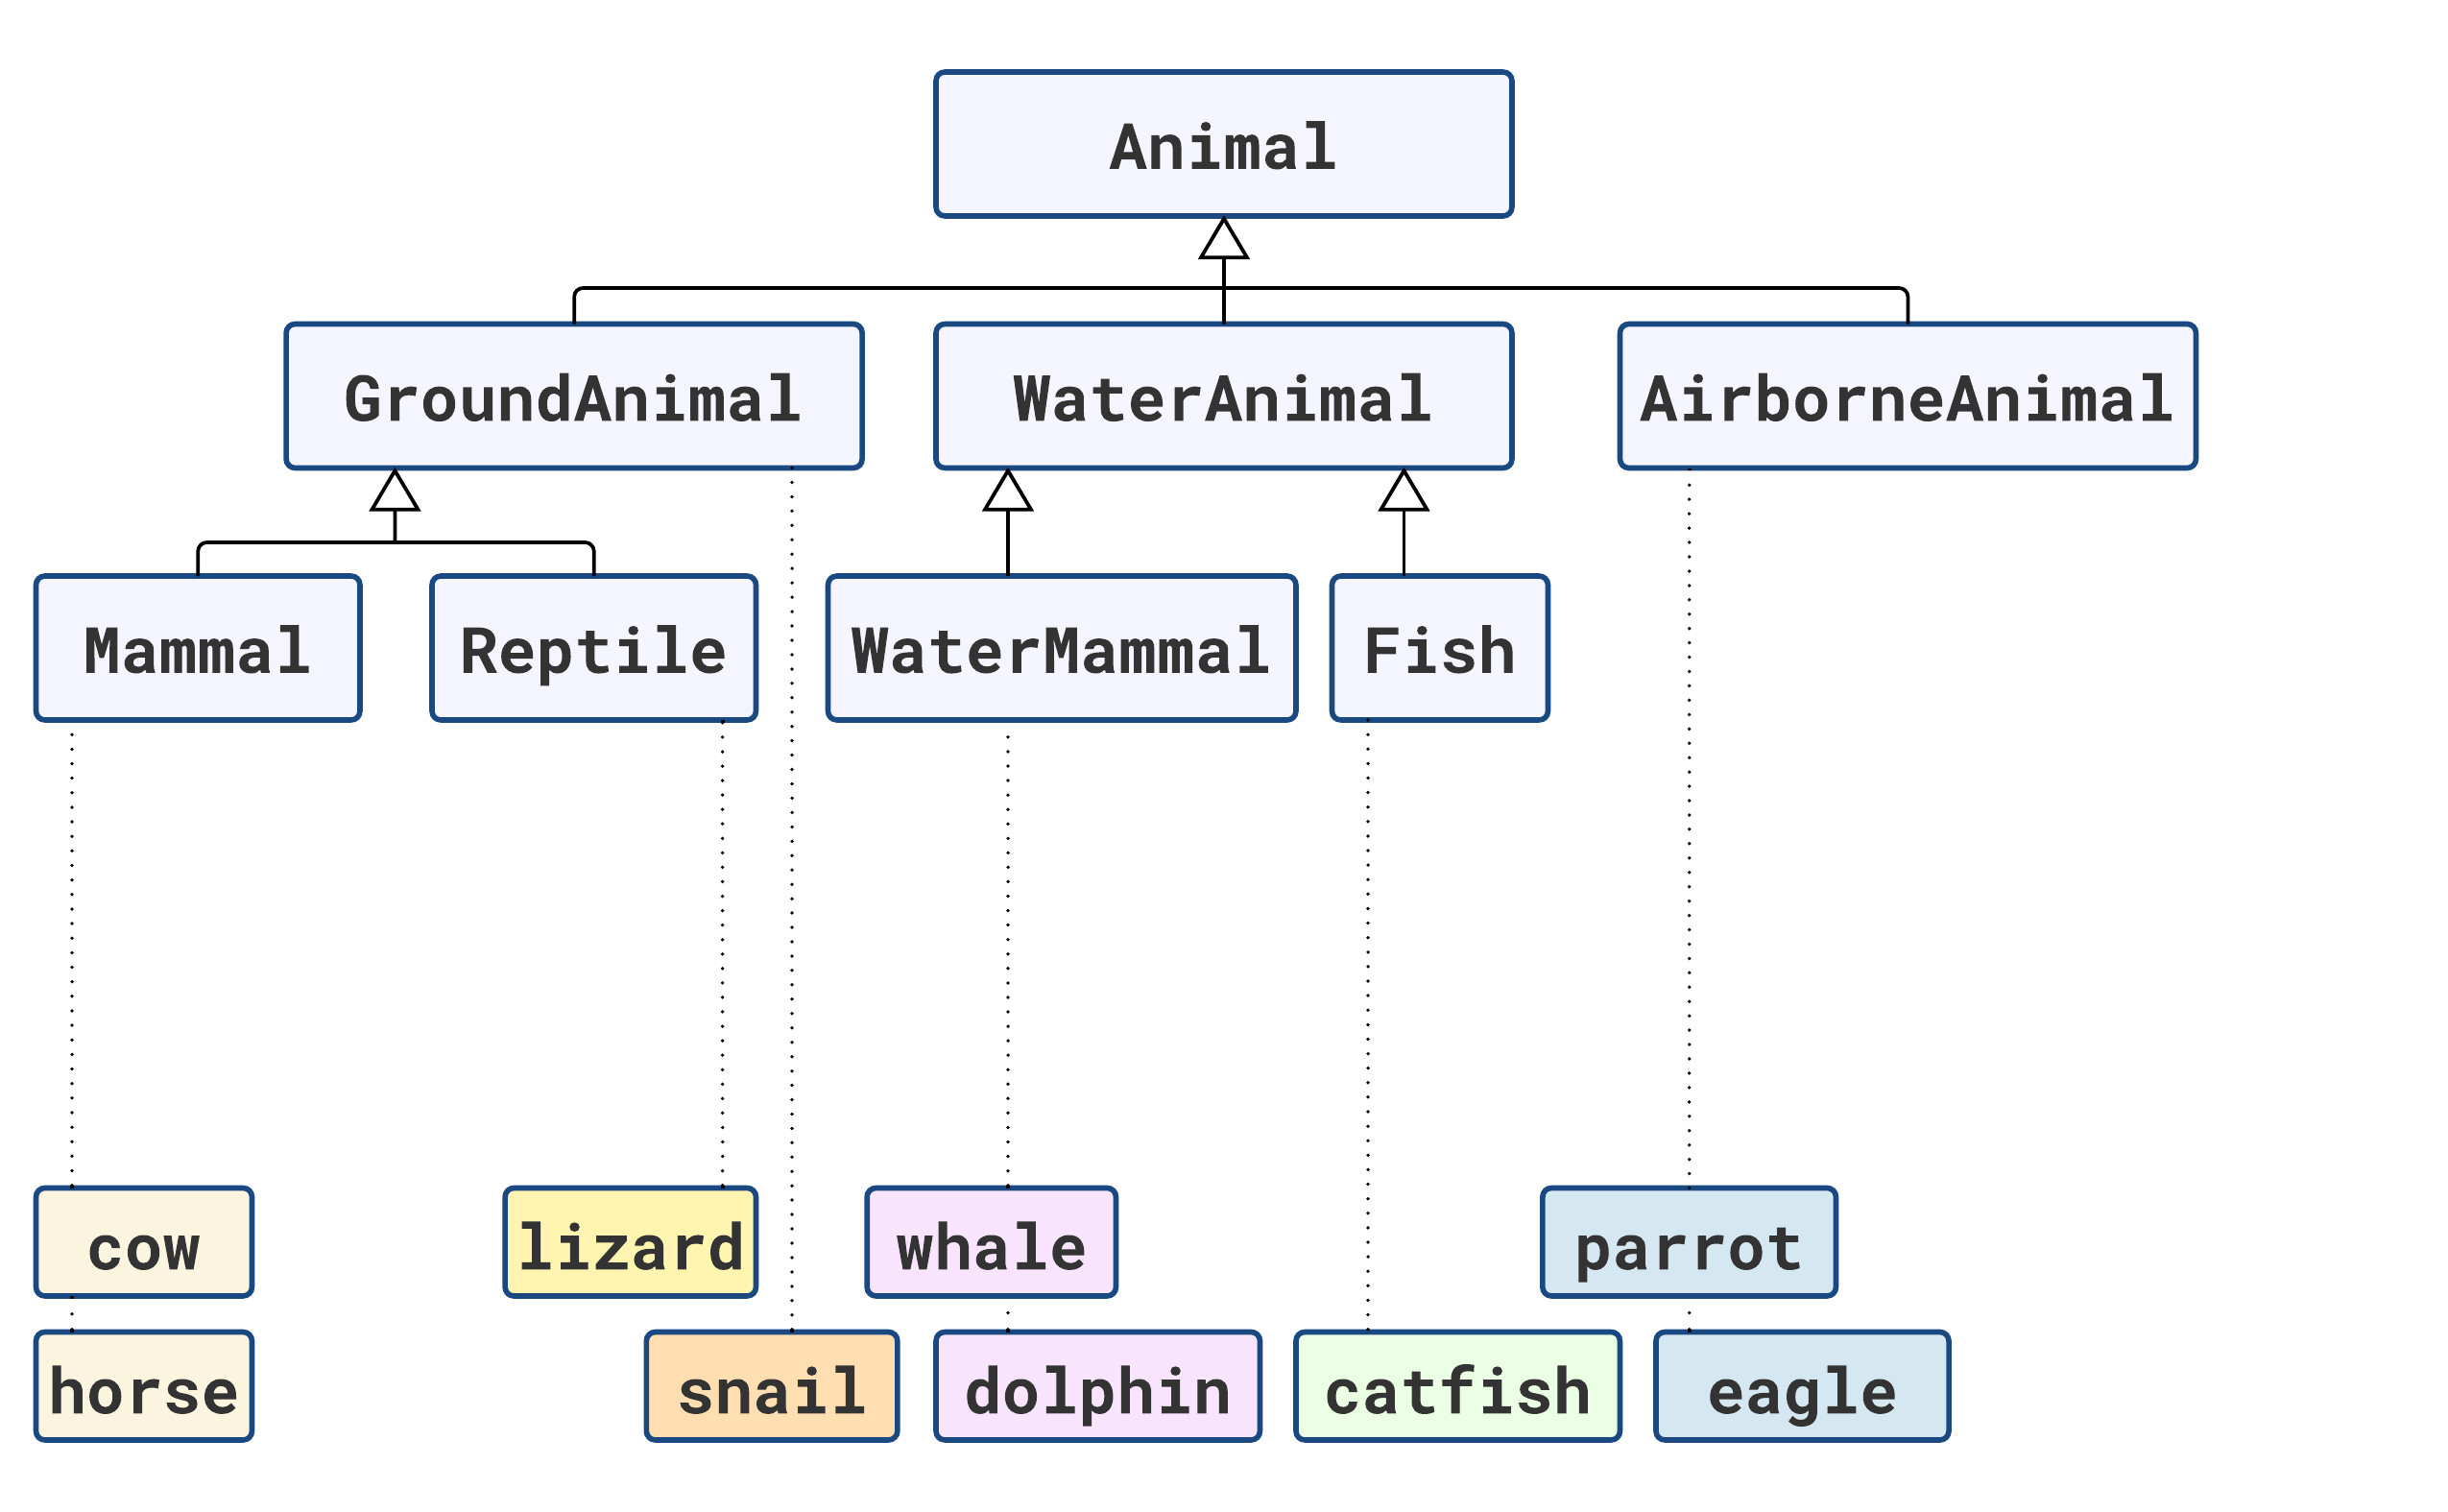 Animal
GroundAnimal
WaterAnimal
AirborneAnimal
Mammal
Reptile
WaterMammal
Fish
cow
lizard
whale
parrot
horse
snail
dolphin
catfish
eagle